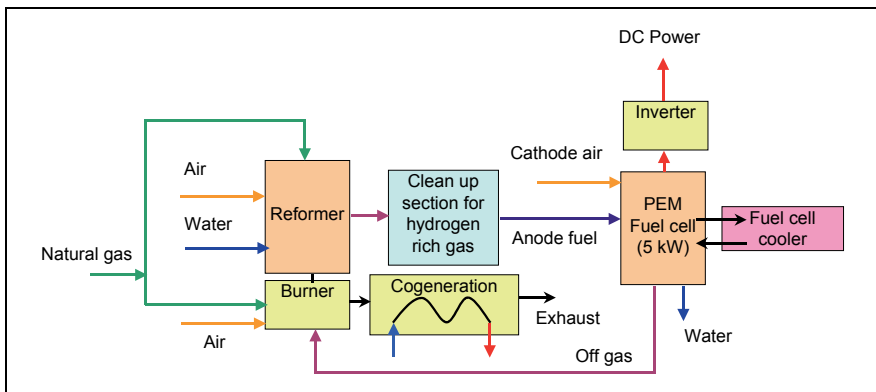 DC Power
Inverter
Cathode air
Air
Clean up
section for
hydrogen
rich gas
PEM
Fuel cell
(5 kW)
Fuel cell
cooler
Water
Reformer
Anode fuel
Natural gas
Burner
Cogeneration
Exhaust
Air
Water
Off gas